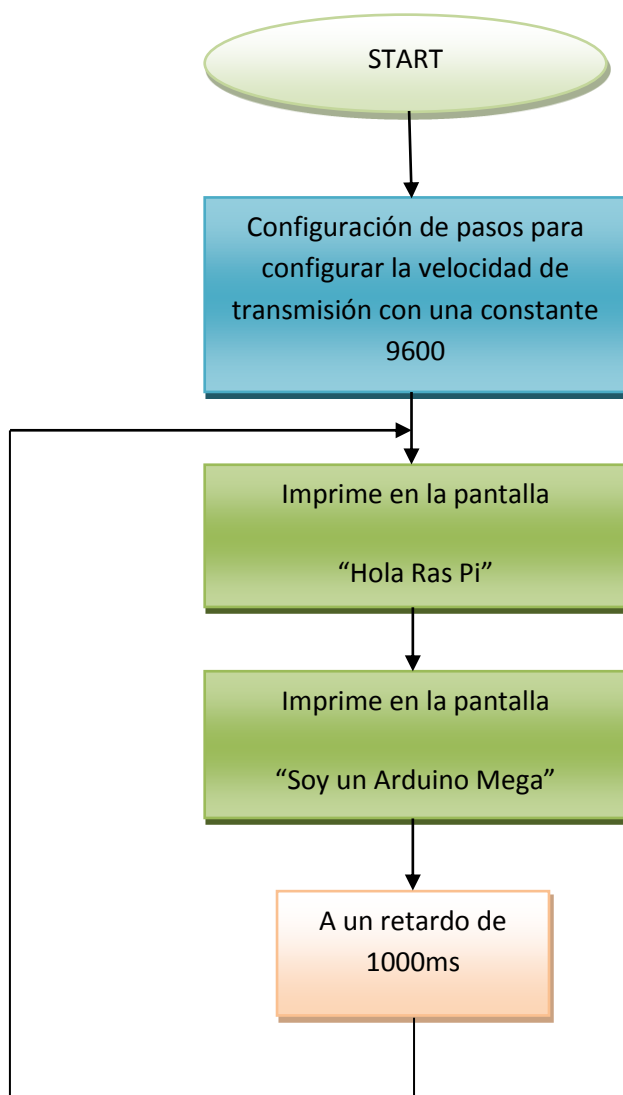 START
Configuración de pasos para
configurar la velocidad de
transmisión con una constante
9600
Imprime en la pantalla
“Hola Ras Pi”
Imprime en la pantalla
“Soy un Arduino Mega”
A un retardo de
1000ms